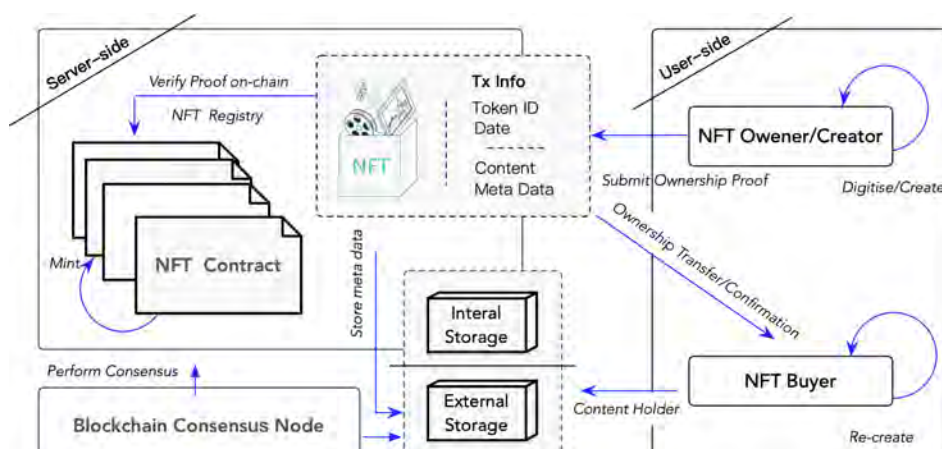 Server-side
User-side
Verify Proof on-chain
NFT Registry
Tx Info
Token ID
Date
Content
Meta Data
NFT
NFT Owener/Creator
Submit Ownership Proof
Digitise/Create
NFT Contract
Mint
Store meta data
Ownership Transfer/Confirmation
Interal
Storage
Perform Consensus
External
Storage
Blockchain Consensus Node
NFT Buyer
Content Holder
Re-create